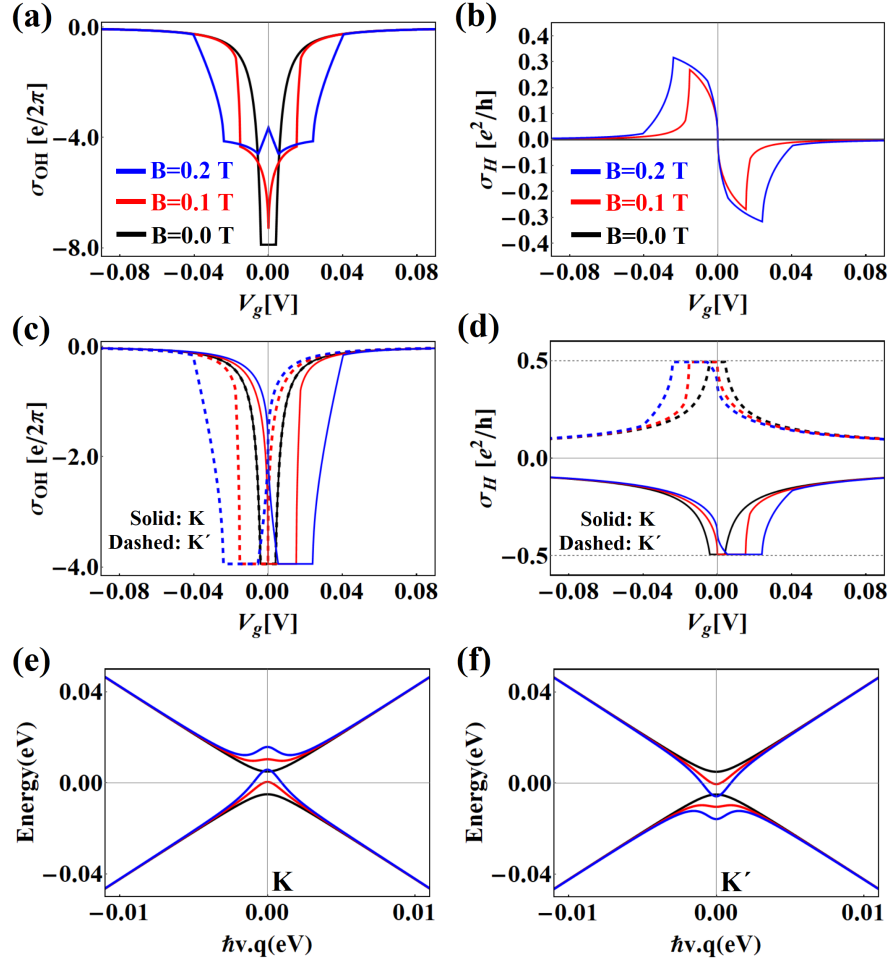 (a)
0.0
−4.0
−8.0
σOH [e/2π]
B=0.2 T
B=0.1 T
B=0.0 T
−0.08 −0.04 0.00 0.04 0.08
Vg[V]
(b)
0.4
0.3
0.2
0.1
0.0
−0.1
−0.2
−0.3
−0.4
σH [e²/h]
B=0.2 T
B=0.1 T
B=0.0 T
−0.08 −0.04 0.00 0.04 0.08
Vg[V]
(c)
0.0
−2.0
−4.0
σOH [e/2π]
Solid: K
Dashed: K′
−0.08 −0.04 0.00 0.04 0.08
Vg[V]
(d)
0.5
0.0
−0.5
σH [e²/h]
Solid: K
Dashed: K′
−0.08 −0.04 0.00 0.04 0.08
Vg[V]
(e)
0.04
0.00
−0.04
Energy(eV)
K
−0.01 0.00 0.01
ℏv.q(eV)
(f)
0.04
0.00
−0.04
Energy(eV)
K′
−0.01 0.00 0.01
ℏv.q(eV)